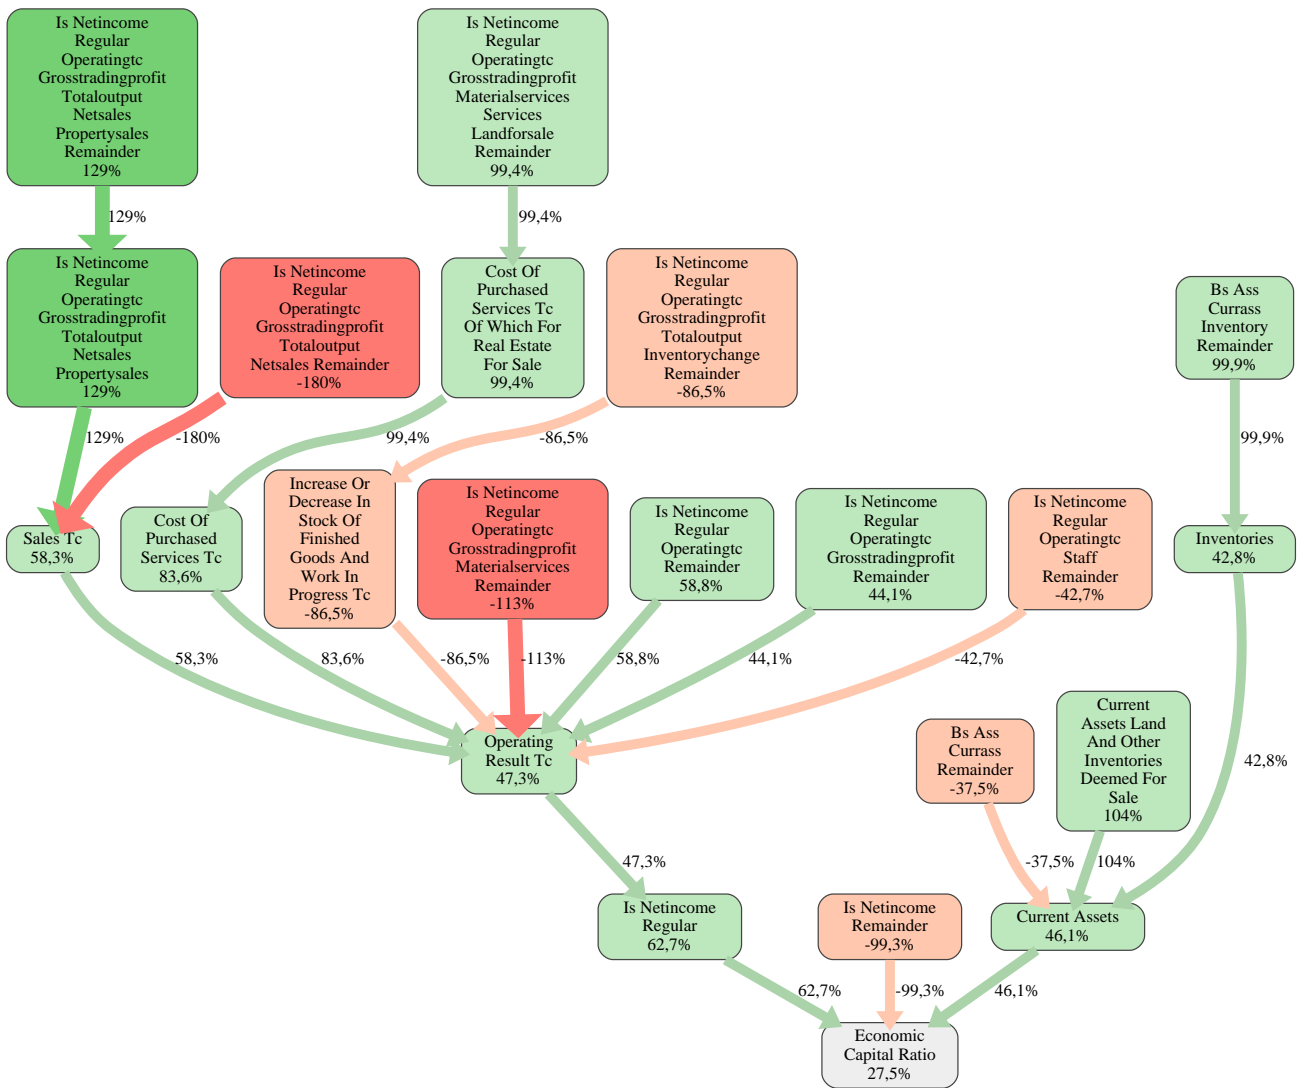 Is Netincome
Regular
Operatingtc
Grosstradingprofit
Totaloutput
Netsales
Propertysales
Remainder
129%
Is Netincome
Regular
Operatingtc
Grosstradingprofit
Materialservices
Services
Landforsale
Remainder
99,4%
129%
99,4%
Is Netincome
Regular
Operatingtc
Grosstradingprofit
Totaloutput
Netsales
Propertysales
129%
Is Netincome
Regular
Operatingtc
Grosstradingprofit
Totaloutput
Netsales Remainder
-180%
Cost Of
Purchased
Services Tc
Of Which For
Real Estate
For Sale
99,4%
Is Netincome
Regular
Operatingtc
Grosstradingprofit
Totaloutput
Inventorychange
Remainder
-86,5%
Bs Ass
Currass
Inventory
Remainder
99,9%
129%
-180%
99,4%
-86,5%
99,9%
Sales Tc
58,3%
Cost Of
Purchased
Services Tc
83,6%
Increase Or
Decrease In
Stock Of
Finished
Goods And
Work In
Progress Tc
-86,5%
Is Netincome
Regular
Operatingtc
Grosstradingprofit
Materialservices
Remainder
-113%
Is Netincome
Regular
Operatingtc
Remainder
58,8%
Is Netincome
Regular
Operatingtc
Grosstradingprofit
Remainder
44,1%
Is Netincome
Regular
Operatingtc
Staff
Remainder
-42,7%
Inventories
42,8%
58,3%
83,6%
-86,5%
-113%
58,8%
44,1%
-42,7%
Operating
Result Tc
47,3%
Bs Ass
Currass
Remainder
-37,5%
Current
Assets Land
And Other
Inventories
Deemed For
Sale
104%
42,8%
47,3%
-37,5%
104%
Is Netincome
Regular
62,7%
Is Netincome
Remainder
-99,3%
Current Assets
46,1%
62,7%
-99,3%
46,1%
Economic
Capital Ratio
27,5%